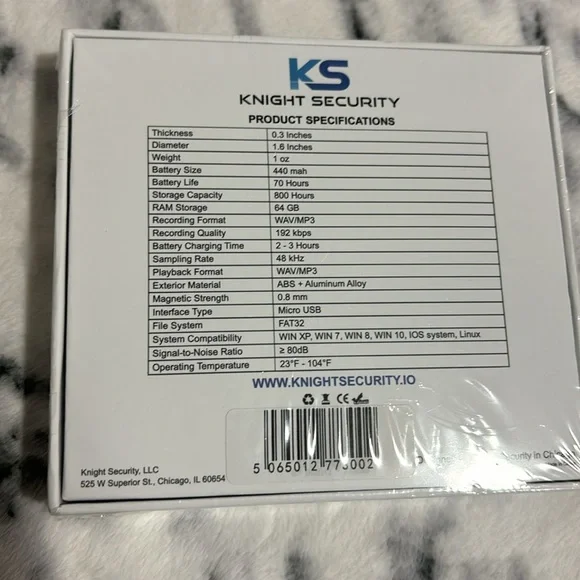 KS
KNIGHT SECURITY
PRODUCT SPECIFICATIONS
Thickness 0.3 Inches
Diameter 1.6 Inches
Weight 1 oz
Battery Size 440 mah
Battery Life 70 Hours
Storage Capacity 800 Hours
RAM Storage 64 GB
Recording Format WAV/MP3
Recording Quality 192 kbps
Battery Charging Time 2 - 3 Hours
Sampling Rate 48 kHz
Playback Format WAV/MP3
Exterior Material ABS + Aluminum Alloy
Magnetic Strength 0.8 mm
Interface Type Micro USB
File System FAT32
System Compatibility WIN XP, WIN 7, WIN 8, WIN 10, IOS system, Linux
Signal-to-Noise Ratio ≥ 80dB
Operating Temperature 23°F - 104°F
WWW.KNIGHTSECURITY.IO
CE
Knight Security, LLC
525 W Superior St., Chicago, IL 60654
5 065012 773002